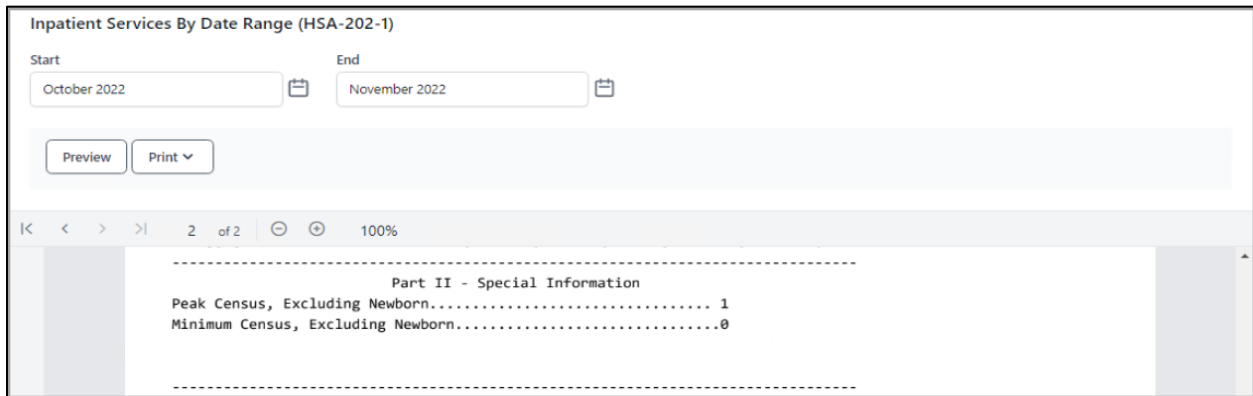 Inpatient Services By Date Range (HSA-202-1)
Start End
October 2022 November 2022
Preview Print
2 of 2 100%
--------------------------------------------------------------------------------
Part II - Special Information
Peak Census, Excluding Newborn................................. 1
Minimum Census, Excluding Newborn...............................0
--------------------------------------------------------------------------------